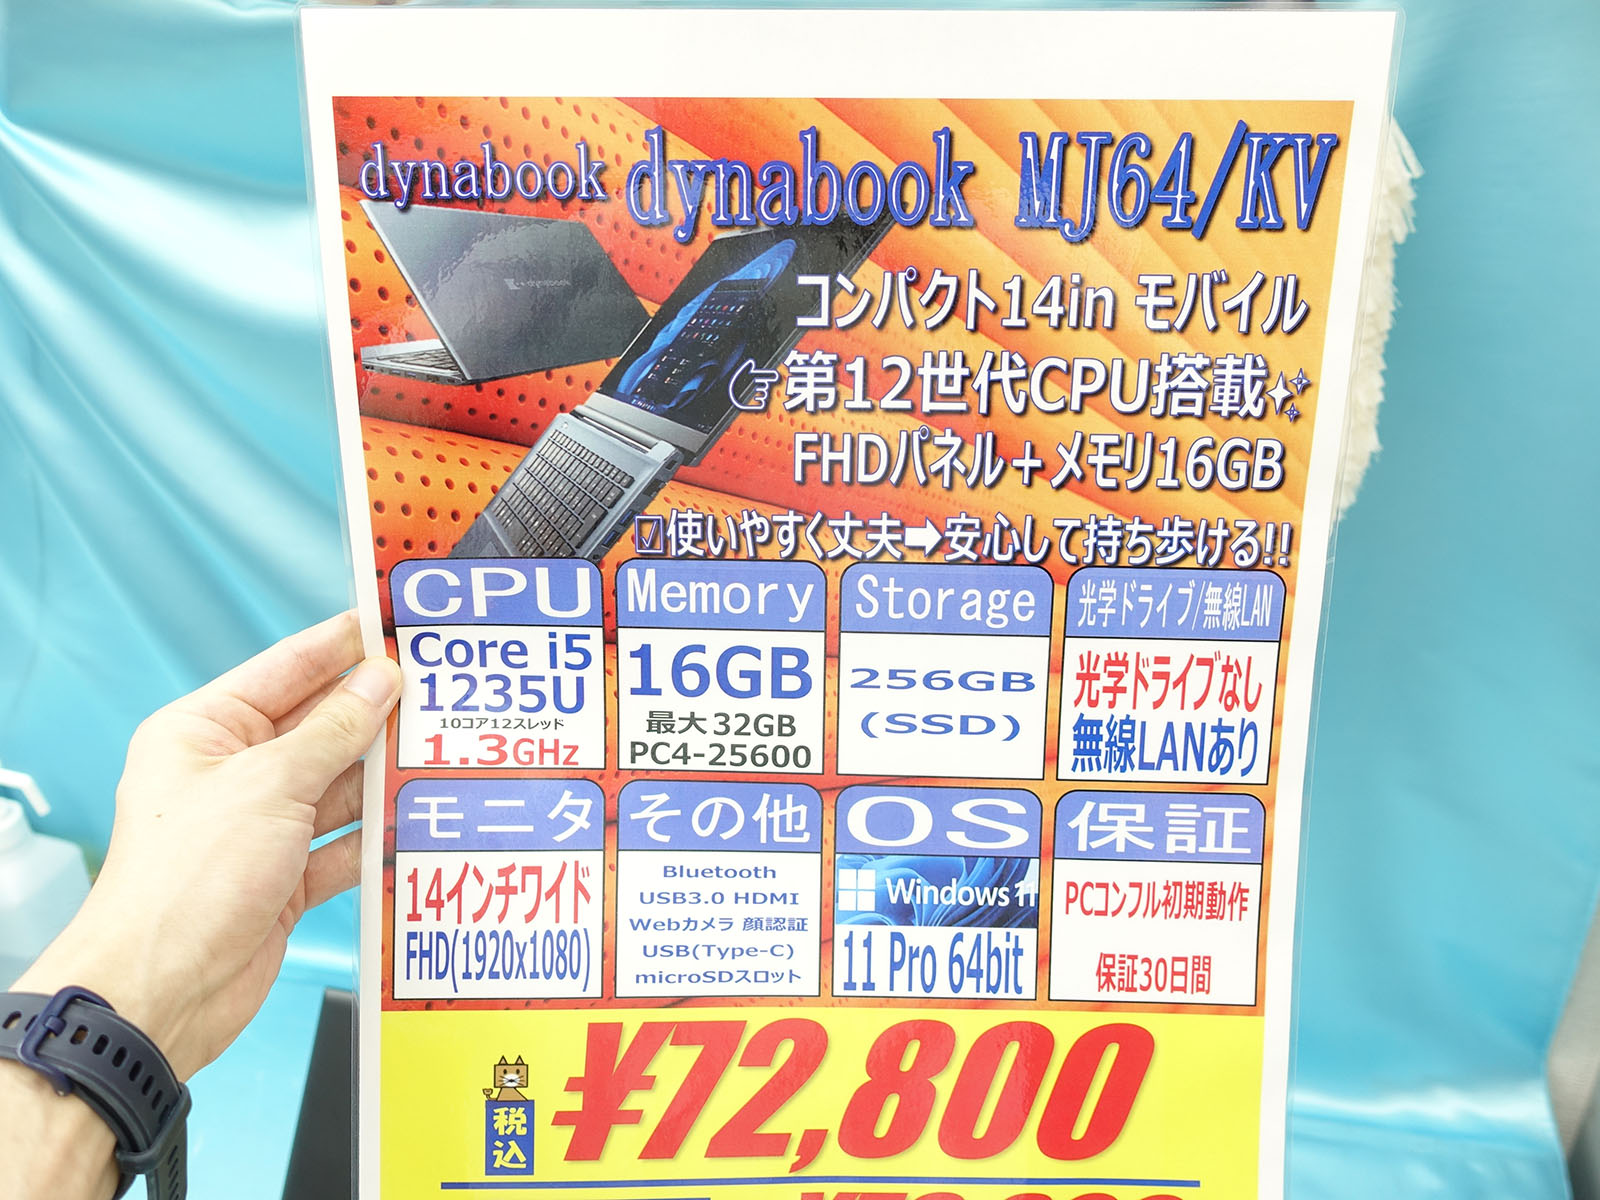 dynabook dynabook MJ64/KV
dynabook
コンパクト14in モバイル
第12世代CPU搭載
FHDパネル＋メモリ16GB
☑使いやすく丈夫➡安心して持ち歩ける!!
CPU
Core i5
1235U
10コア12スレッド
1.3GHz
Memory
16GB
最大 32GB
PC4-25600
Storage
256GB
(SSD)
光学ドライブ/無線LAN
光学ドライブなし
無線LANあり
モニタ
14インチワイド
FHD(1920x1080)
その他
Bluetooth
USB3.0 HDMI
Webカメラ 顔認証
USB(Type-C)
microSDスロット
OS
Windows 11
11 Pro 64bit
保証
PCコンフル初期動作
保証30日間
税込
¥72,800